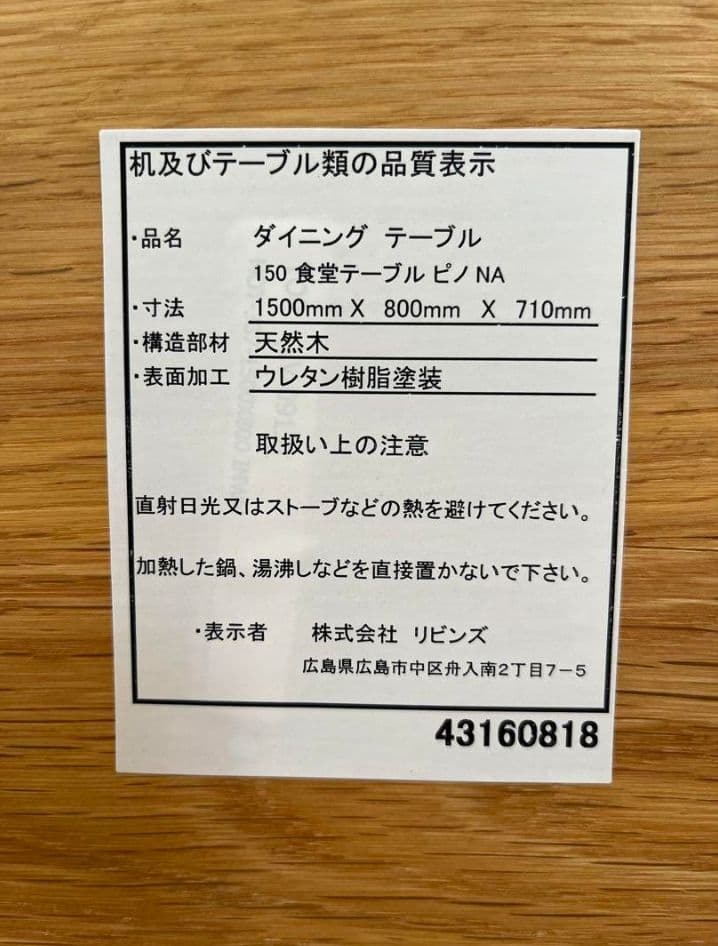 机及びテーブル類の品質表示
・品名 ダイニング テーブル
150 食堂テーブル ピノ NA
・寸法 1500mm X 800mm X 710mm
・構造部材 天然木
・表面加工 ウレタン樹脂塗装
取扱い上の注意
直射日光又はストーブなどの熱を避けてください。
加熱した鍋、湯沸しなどを直接置かないで下さい。
・表示者 株式会社 リビンズ
広島県広島市中区舟入南2丁目7-5
43160818